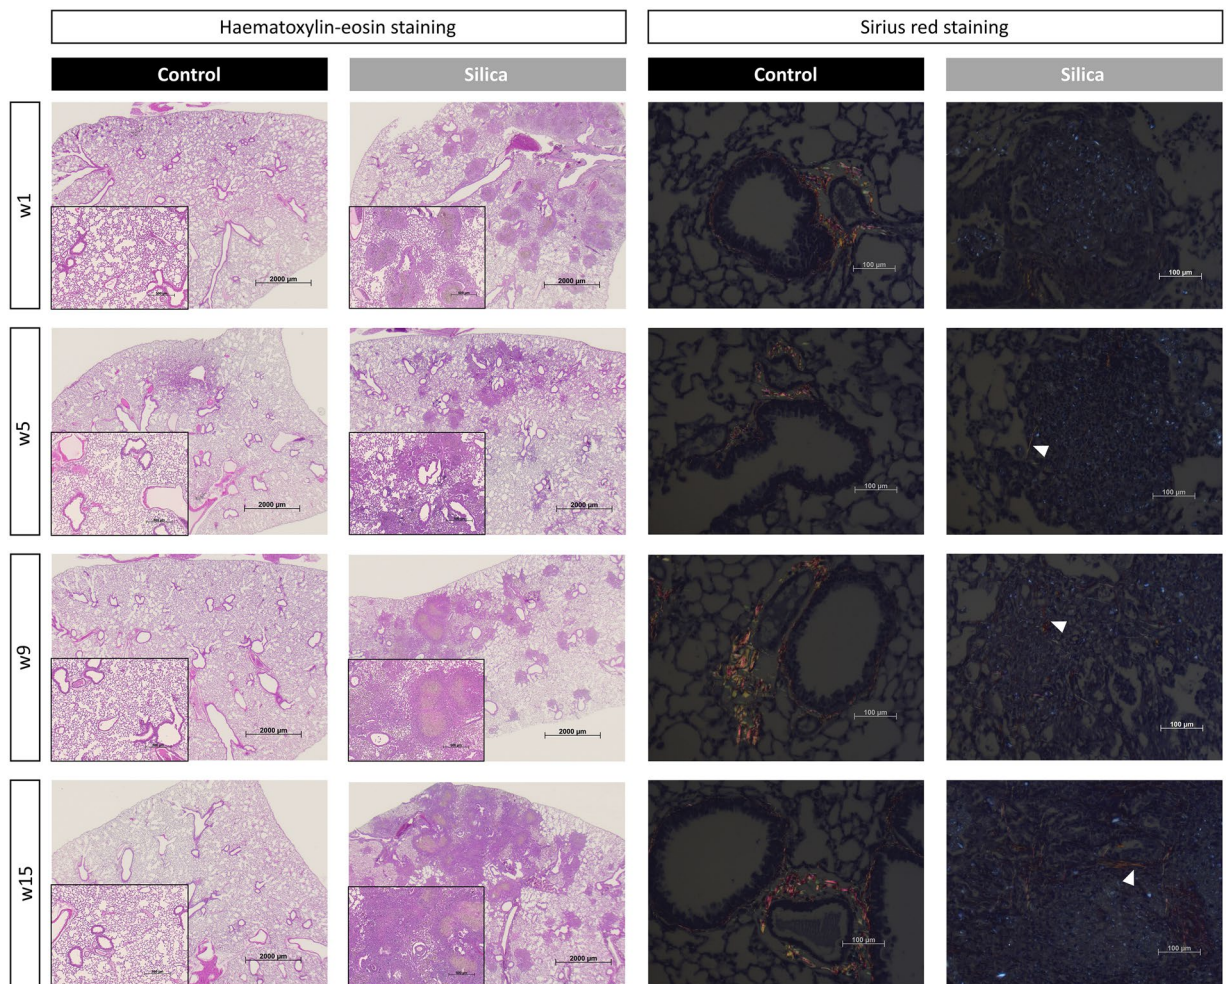 Haematoxylin-eosin staining Sirius red staining
Control Silica Control Silica
w1
2000 µm 2000 µm 100 µm 100 µm
w5
2000 µm 2000 µm 100 µm 100 µm
w9
2000 µm 2000 µm 100 µm 100 µm
w15
2000 µm 2000 µm 100 µm 100 µm